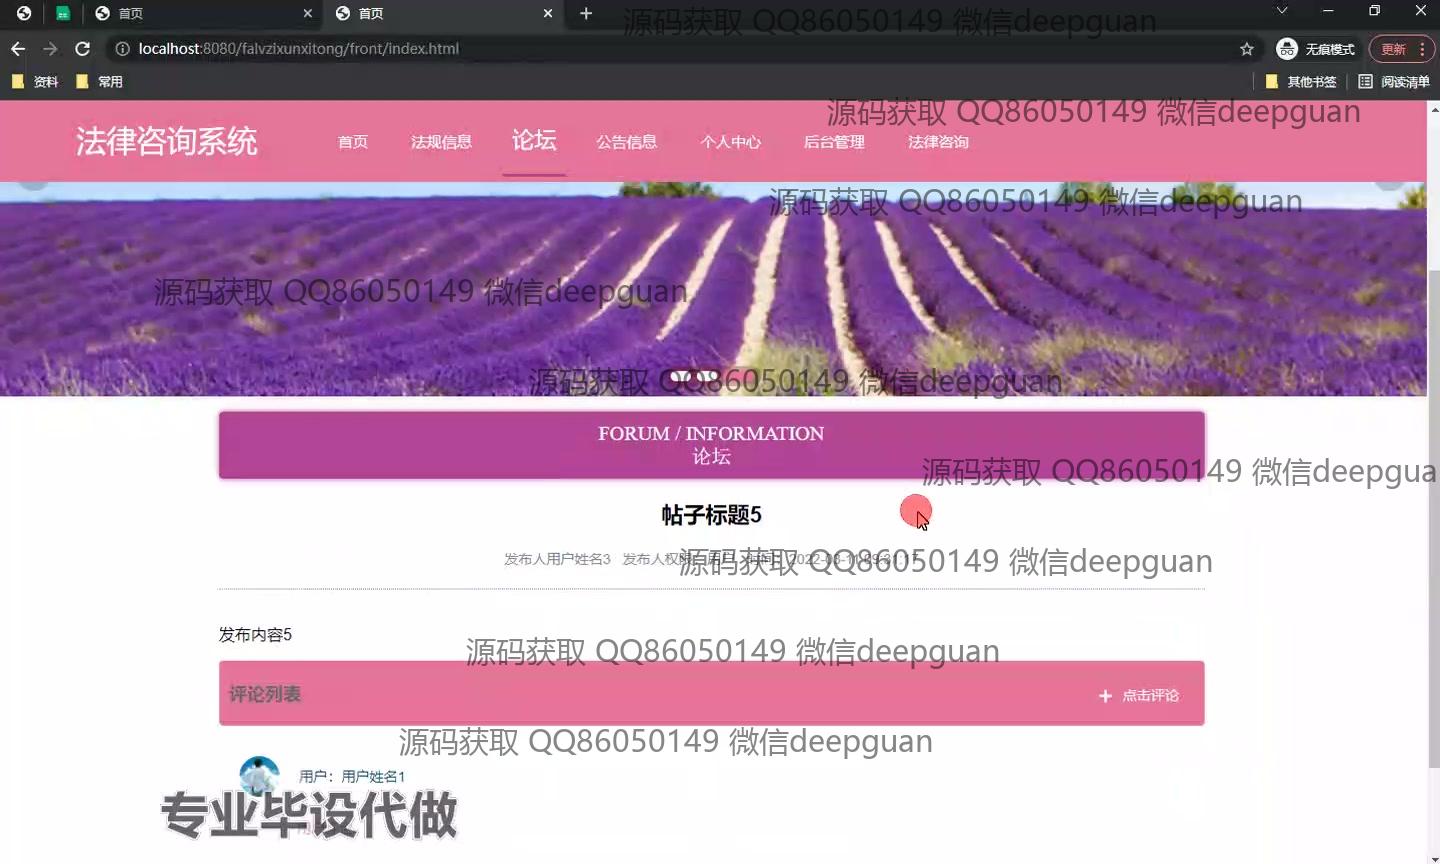 首页
首页
源码获取 QQ86050149 微信deepguan
localhost:8080/falvzixunxitong/front/index.html
无痕模式
更新
资料
常用
其他书签
阅读清单
源码获取 QQ86050149 微信deepguan
法律咨询系统
首页
法规信息
论坛
公告信息
个人中心
后台管理
法律咨询
源码获取 QQ86050149 微信deepguan
源码获取 QQ86050149 微信deepguan
源码获取 QQ86050149 微信deepguan
FORUM / INFORMATION
论坛
源码获取 QQ86050149 微信deepgua
帖子标题5
发布人用户姓名3
源码获取 QQ86050149 微信deepguan
发布内容5
源码获取 QQ86050149 微信deepguan
评论列表
点击评论
源码获取 QQ86050149 微信deepguan
用户：用户姓名1
专业毕设代做